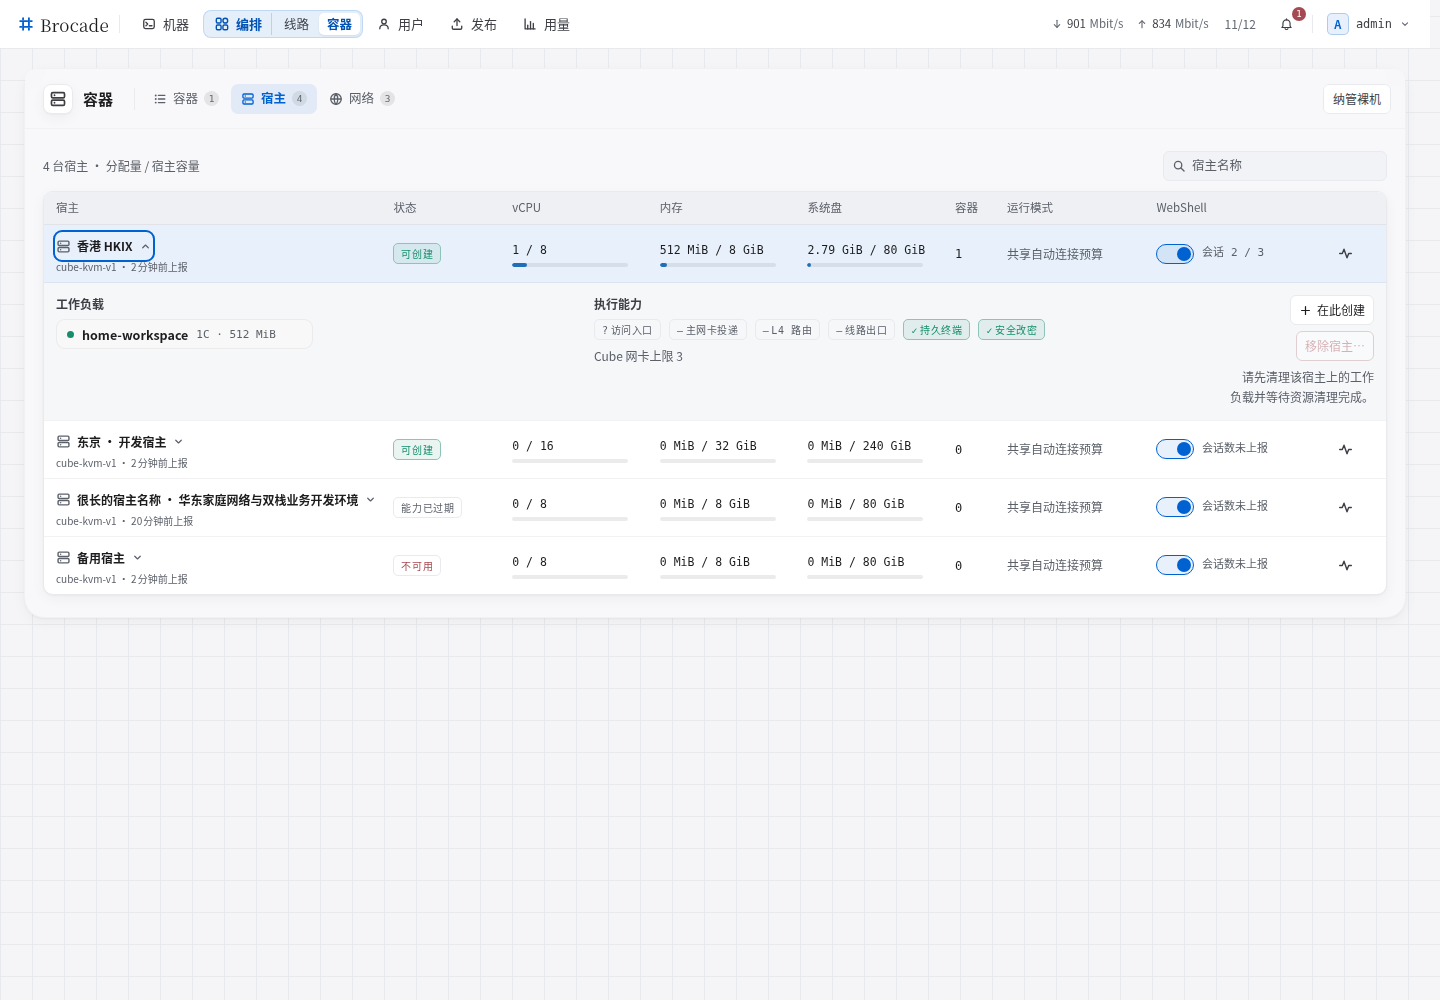 Brocade 机器 编排 线路 容器 用户 发布 用量 ↓ 901 Mbit/s ↑ 834 Mbit/s 11/12 1 A admin
容器 容器 1 宿主 4 网络 3 纳管裸机
4 台宿主 · 分配量 / 宿主容量 宿主名称
宿主 状态 vCPU 内存 系统盘 容器 运行模式 WebShell
香港 HKIX 可创建 1 / 8 512 MiB / 8 GiB 2.79 GiB / 80 GiB 1 共享自动连接预算 会话 2 / 3
cube-kvm-v1 · 2分钟前上报
工作负载 执行能力 + 在此创建
home-workspace 1C · 512 MiB ? 访问入口 – 主网卡投递 – L4 路由 – 线路出口 ✓ 持久终端 ✓ 安全改密
移除宿主…
Cube 网卡上限 3
请先清理该宿主上的工作
负载并等待资源清理完成。
东京 · 开发宿主 可创建 0 / 16 0 MiB / 32 GiB 0 MiB / 240 GiB 0 共享自动连接预算 会话数未上报
cube-kvm-v1 · 2分钟前上报
很长的宿主名称 · 华东家庭网络与双栈业务开发环境 能力已过期 0 / 8 0 MiB / 8 GiB 0 MiB / 80 GiB 0 共享自动连接预算 会话数未上报
cube-kvm-v1 · 20分钟前上报
备用宿主 不可用 0 / 8 0 MiB / 8 GiB 0 MiB / 80 GiB 0 共享自动连接预算 会话数未上报
cube-kvm-v1 · 2分钟前上报